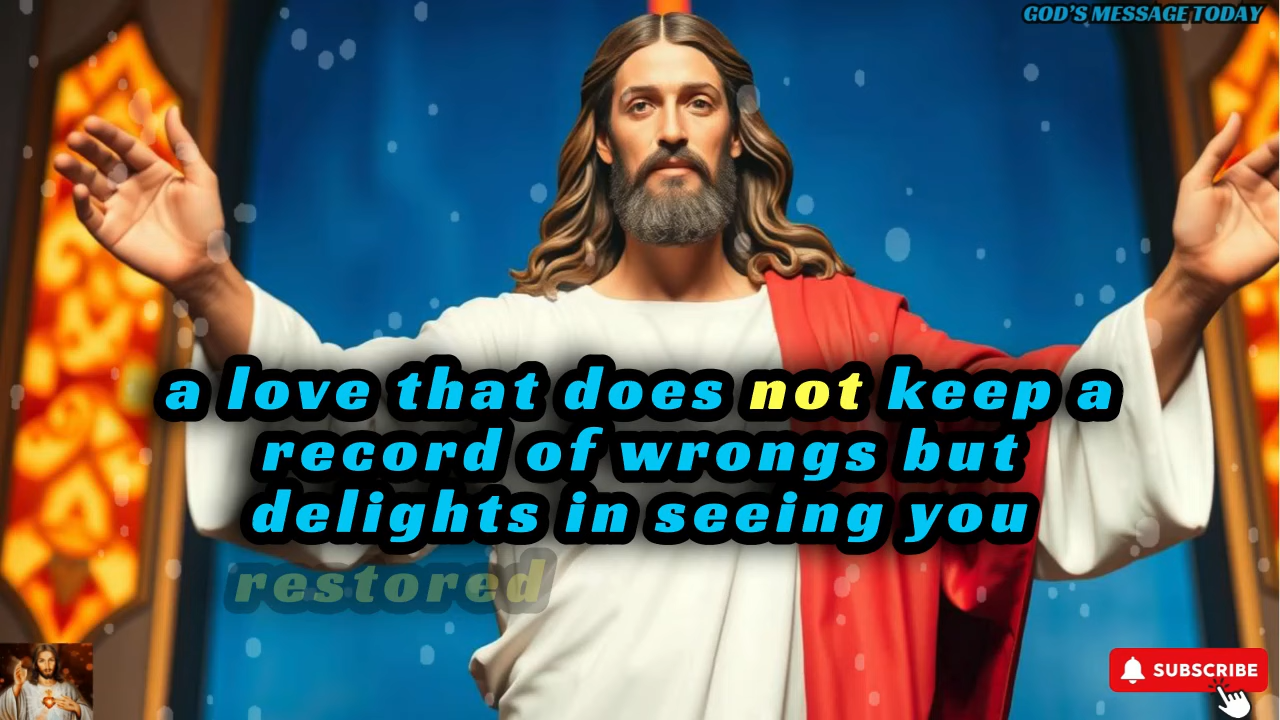 GOD'S MESSAGE TODAY
a love that does not keep a
record of wrongs but
delights in seeing you
restored
SUBSCRIBE